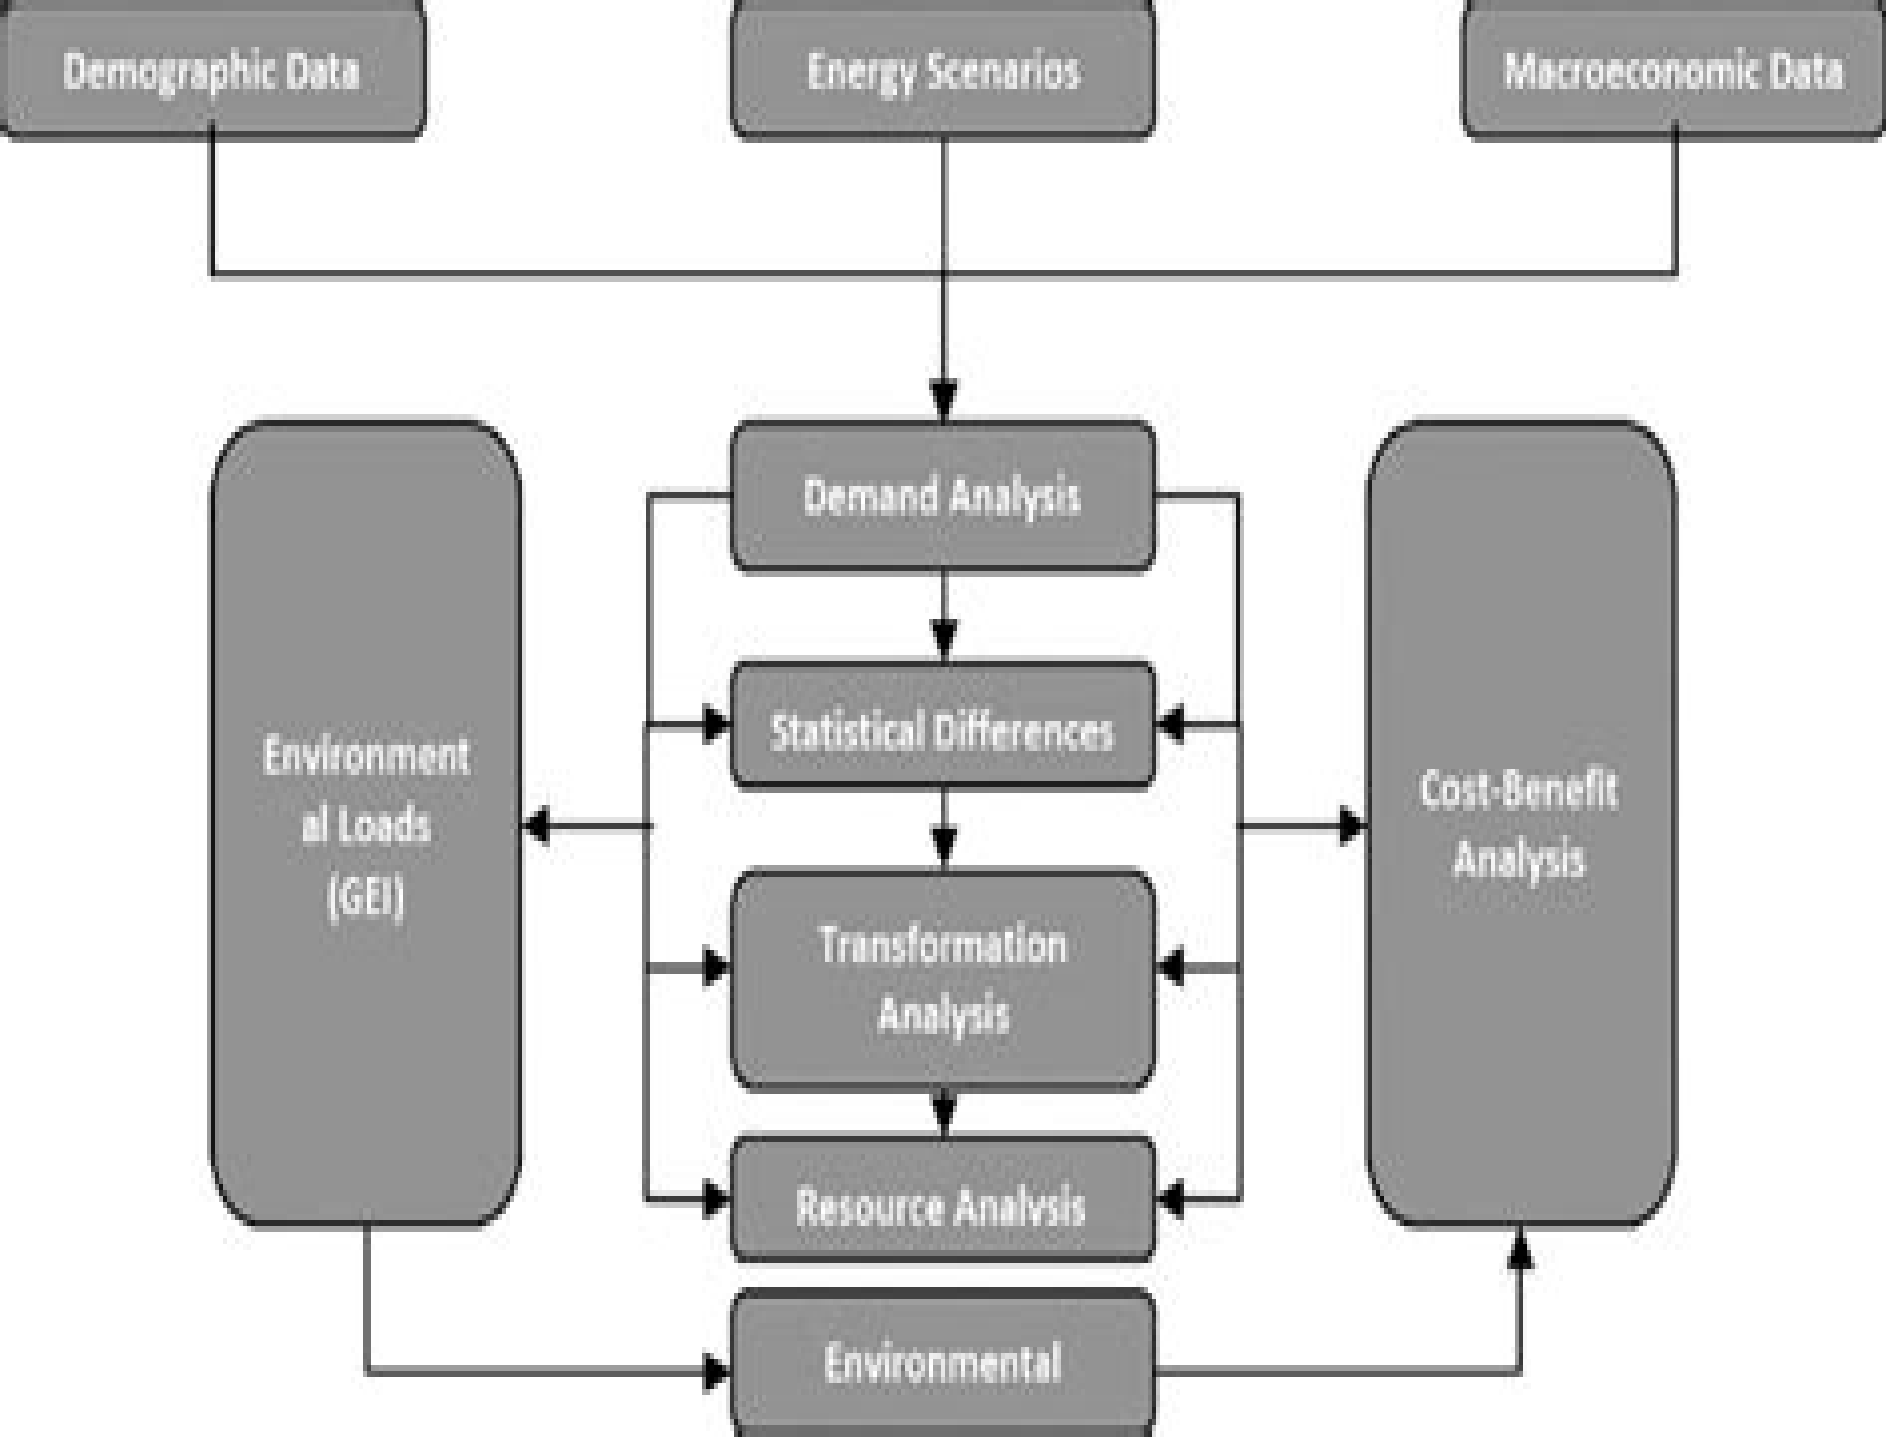 Demographic Data
Energy Scenarios
Macroeconomic Data
Demand Analysis
Statistical Differences
Environment
al Loads
(GEI)
Cost-Benefit
Analysis
Transformation
Analysis
Resource Analysis
Environmental